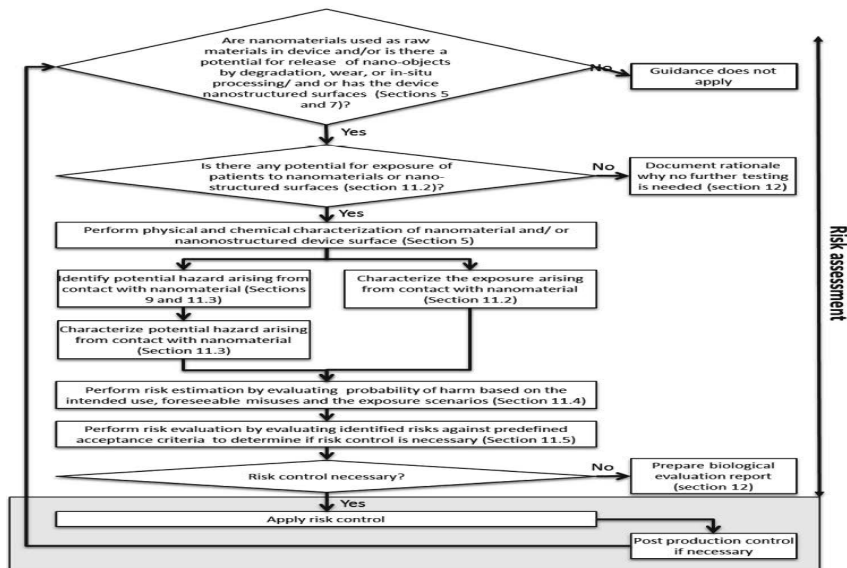 Are nanomaterials used as raw
materials in device and/or is there a
potential for release of nano-objects
by degradation, wear, or in-situ
processing/ and or has the device
nanostructured surfaces (Sections 5
and 7)?
No
Guidance does not
apply
Yes
Is there any potential for exposure of
patients to nanomaterials or nano-
structured surfaces (section 11.2)?
No
Document rationale
why no further testing
is needed (section 12)
Yes
Perform physical and chemical characterization of nanomaterial and/ or
nanonostructured device surface (Section 5)
Identify potential hazard arising from
contact with nanomaterial (Sections
9 and 11.3)
Characterize the exposure arising
from contact with nanomaterial
(Section 11.2)
Characterize potential hazard arising
from contact with nanomaterial
(Section 11.3)
Perform risk estimation by evaluating probability of harm based on the
intended use, foreseeable misuses and the exposure scenarios (Section 11.4)
Perform risk evaluation by evaluating identified risks against predefined
acceptance criteria to determine if risk control is necessary (Section 11.5)
Risk control necessary?
No
Prepare biological
evaluation report
(section 12)
Yes
Apply risk control
Post production control
if necessary
Risk assessment